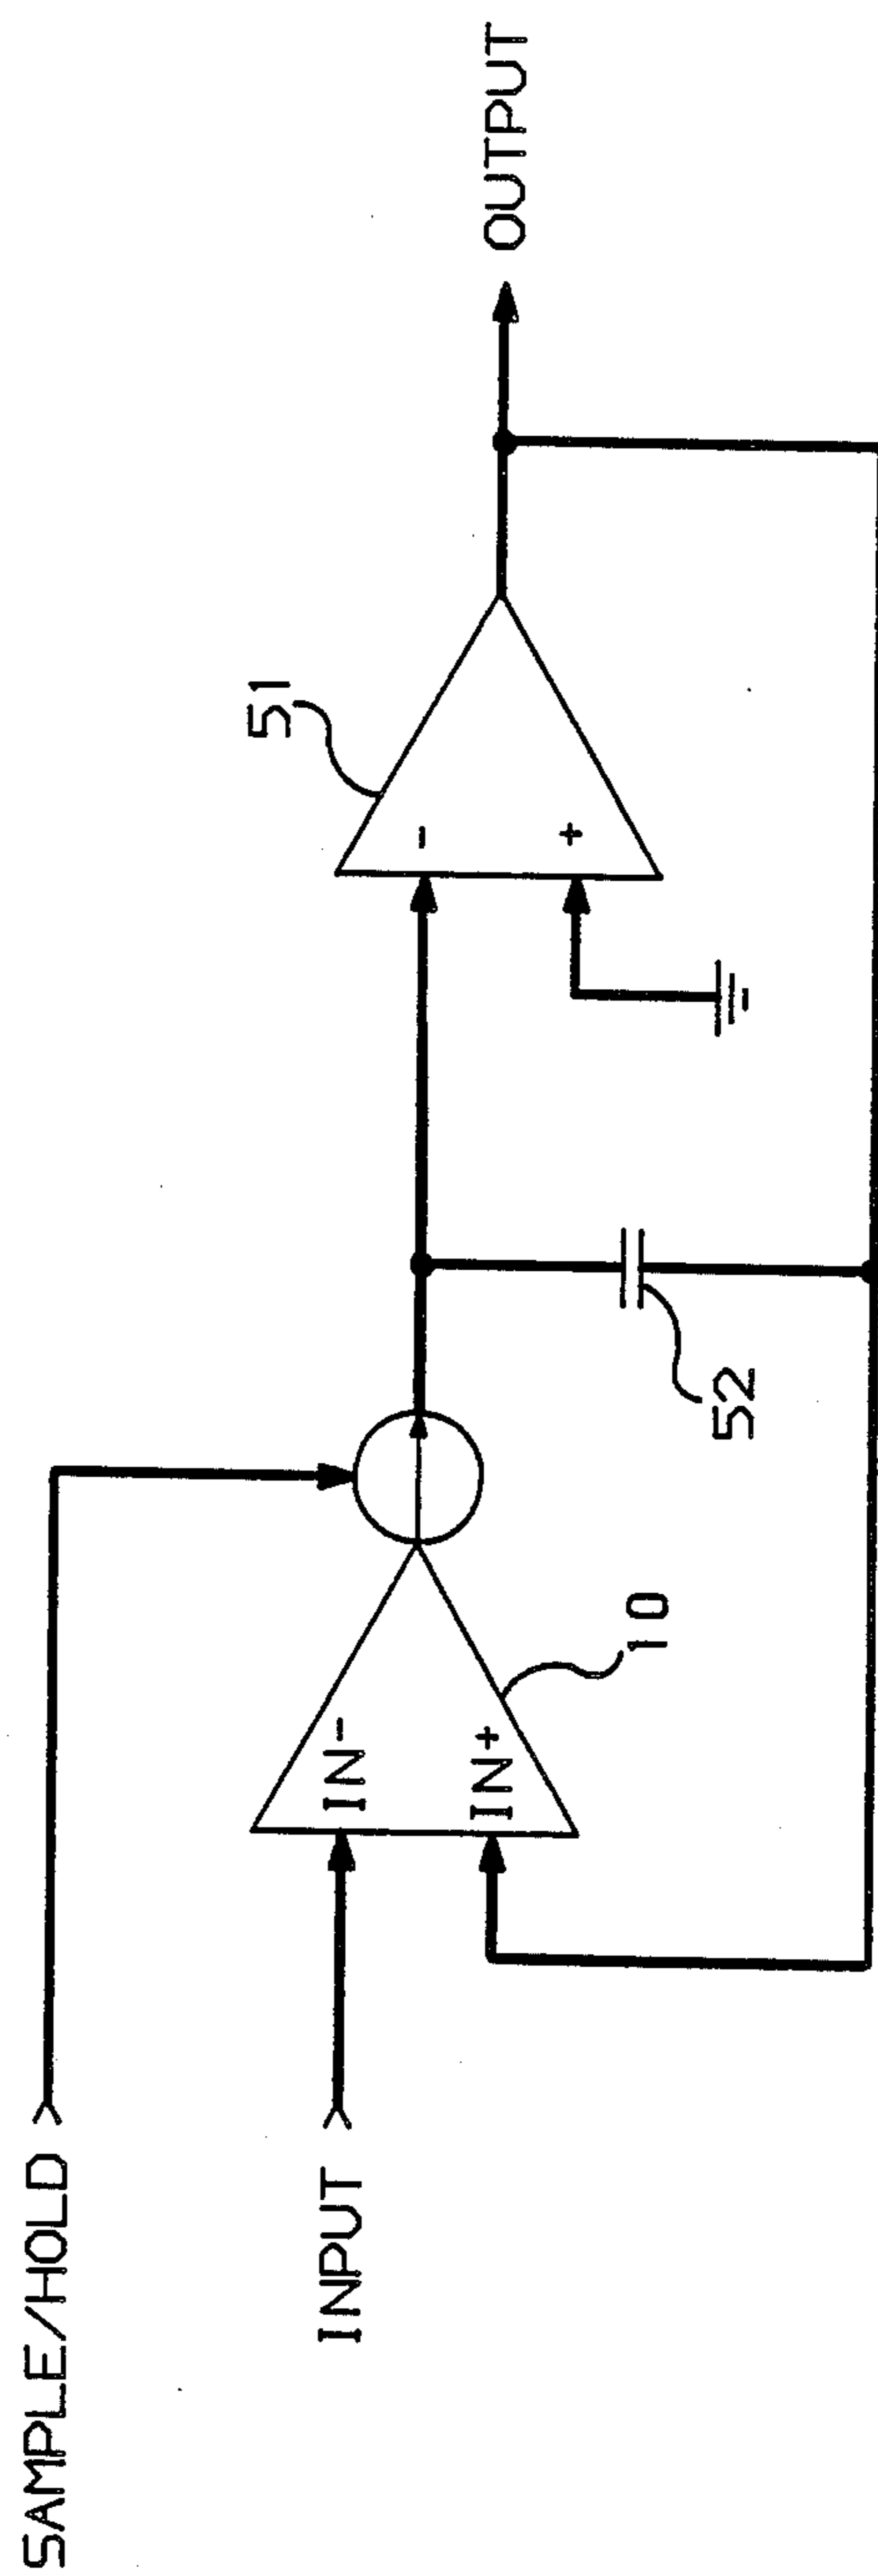 SAMPLE/HOLD
INPUT
IN-
IN+
10
52
51
-
+
OUTPUT